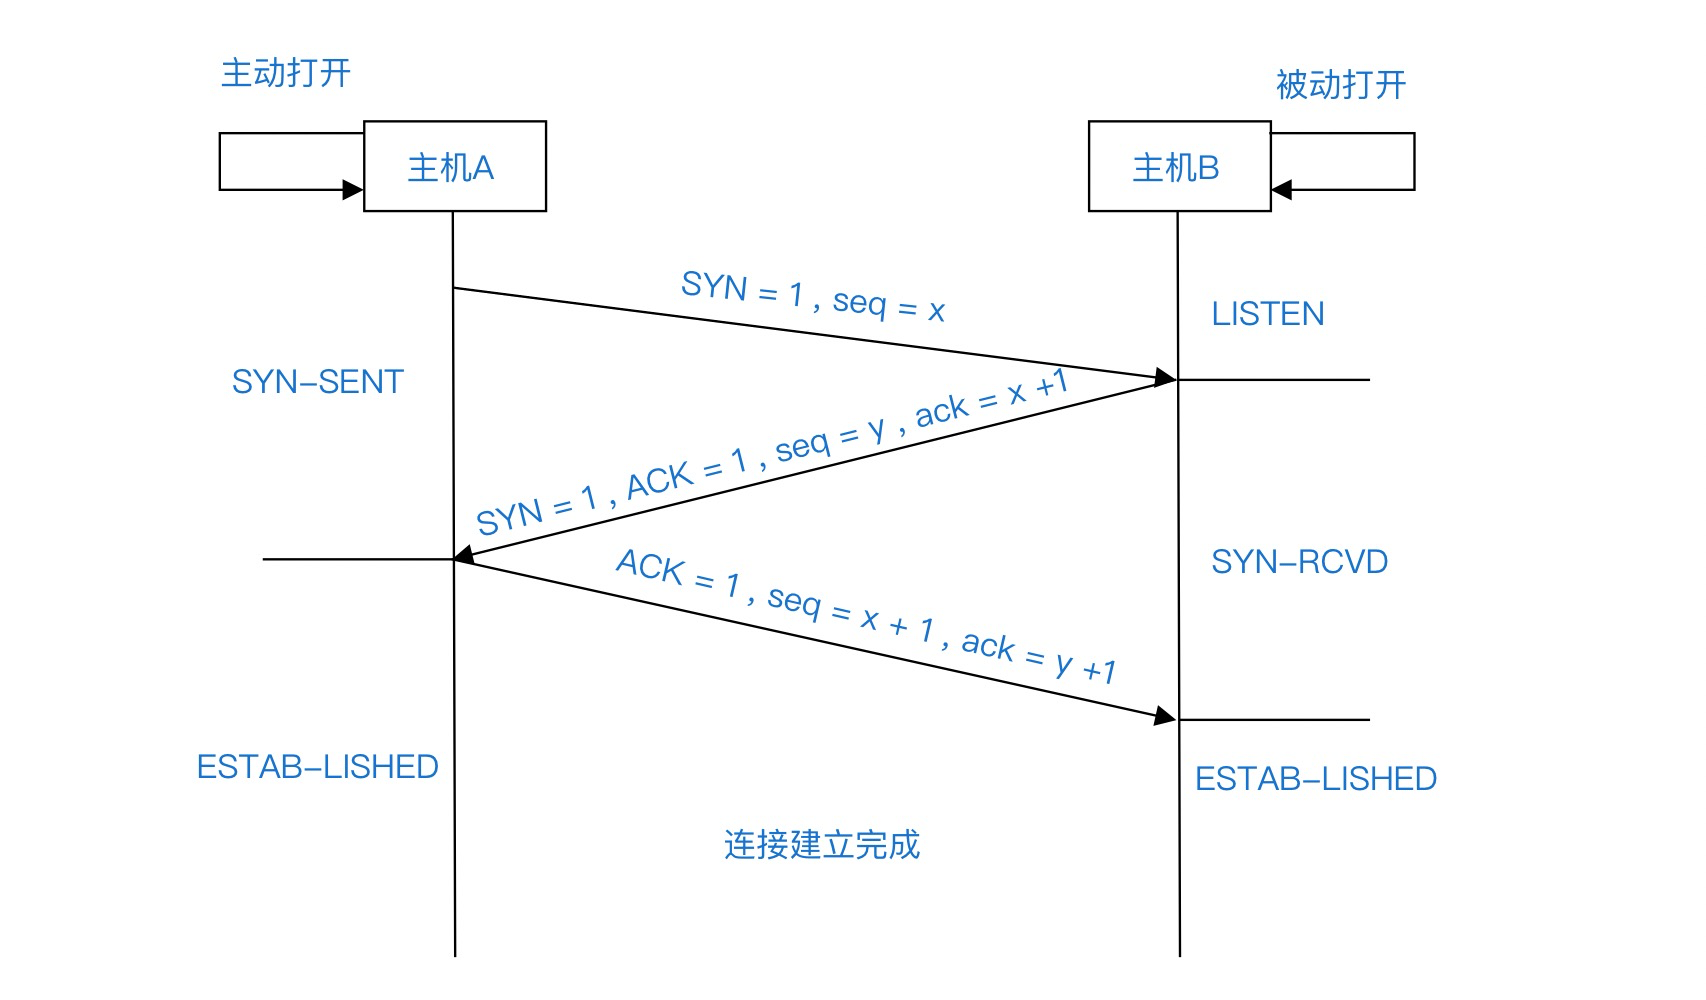 主动打开
被动打开
主机A
主机B
SYN = 1 , seq = x
LISTEN
SYN-SENT
SYN = 1 , ACK = 1 , seq = y , ack = x +1
ACK = 1 , seq = x + 1 , ack = y +1
SYN-RCVD
ESTAB-LISHED
ESTAB-LISHED
连接建立完成